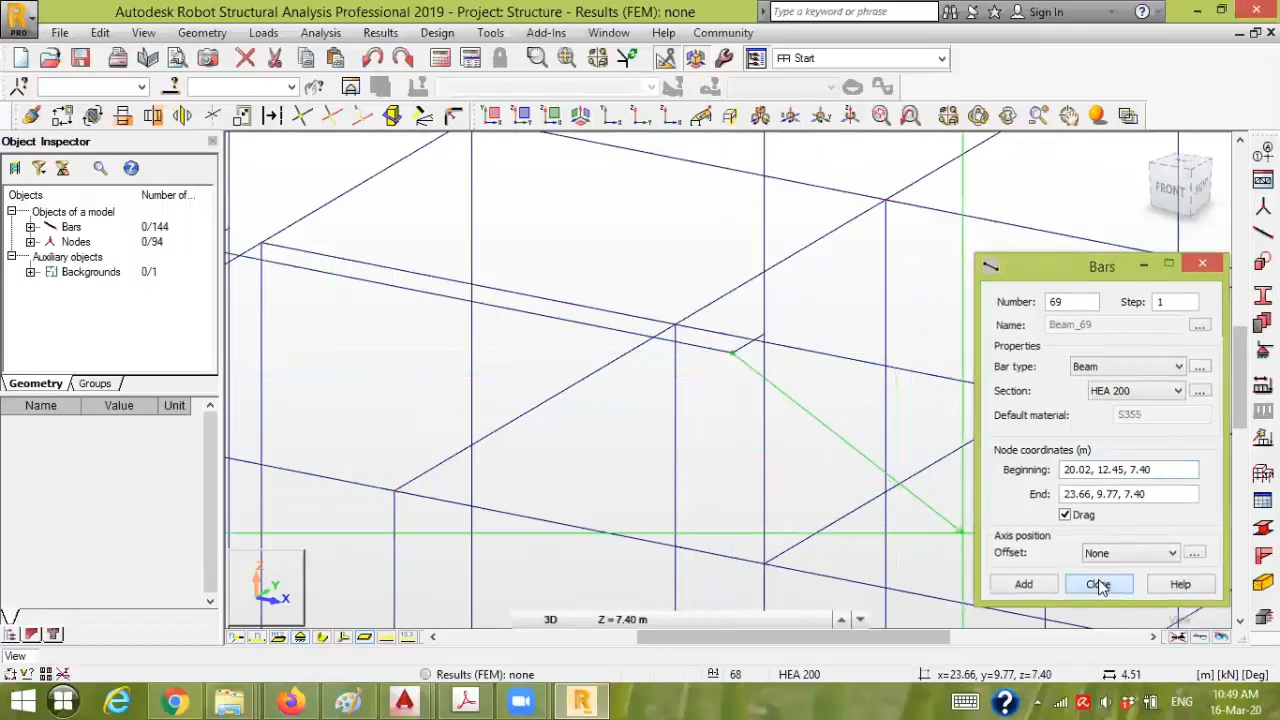 PRO
Autodesk Robot Structural Analysis Professional 2019 - Project: Structure - Results (FEM): none
Type a keyword or phrase
Sign In
File Edit View Geometry Loads Analysis Results Design Tools Add-Ins Window Help Community
Start
Object Inspector
Objects Number of...
Objects of a model
Bars 0/144
Nodes 0/94
Auxiliary objects
Backgrounds 0/1
Geometry Groups
Name Value Unit
FRONT
Bars
Number: 69 Step: 1
Name: Beam_69
Properties
Bar type: Beam
Section: HEA 200
Default material: S355
Node coordinates (m)
Beginning: 20.02, 12.45, 7.40
End: 23.66, 9.77, 7.40
Drag
Axis position
Offset: None
Add Close Help
Z Y X
3D Z = 7.40 m
View
View
Results (FEM): none 68 HEA 200 x=23.66, y=9.77, z=7.40 4.51 [m] [kN] [Deg]
ENG
10:49 AM
16-Mar-20